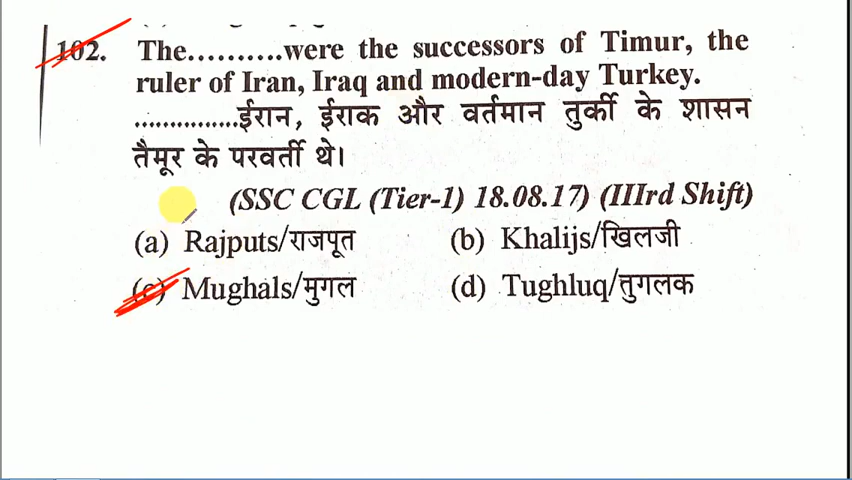 102. The..........were the successors of Timur, the
ruler of Iran, Iraq and modern-day Turkey.
...............ईरान, ईराक और वर्तमान तुर्की के शासन
तैमूर के परवर्ती थे।
(SSC CGL (Tier-1) 18.08.17) (IIIrd Shift)
(a) Rajputs/राजपूत (b) Khalijs/खिलजी
(c) Mughals/मुगल (d) Tughluq/तुगलक